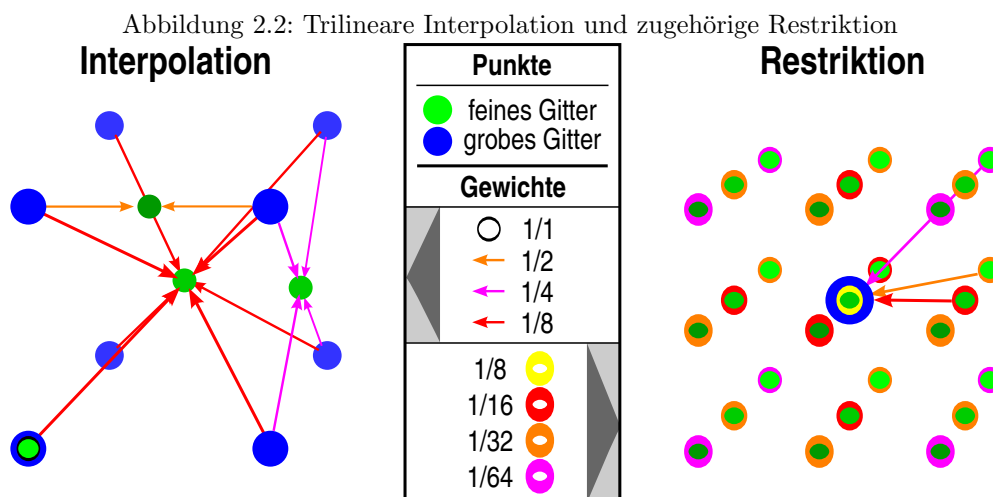 Abbildung 2.2: Trilineare Interpolation und zugehörige Restriktion
Interpolation
Punkte
feines Gitter
grobes Gitter
Gewichte
1/1
1/2
1/4
1/8
1/8
1/16
1/32
1/64
Restriktion